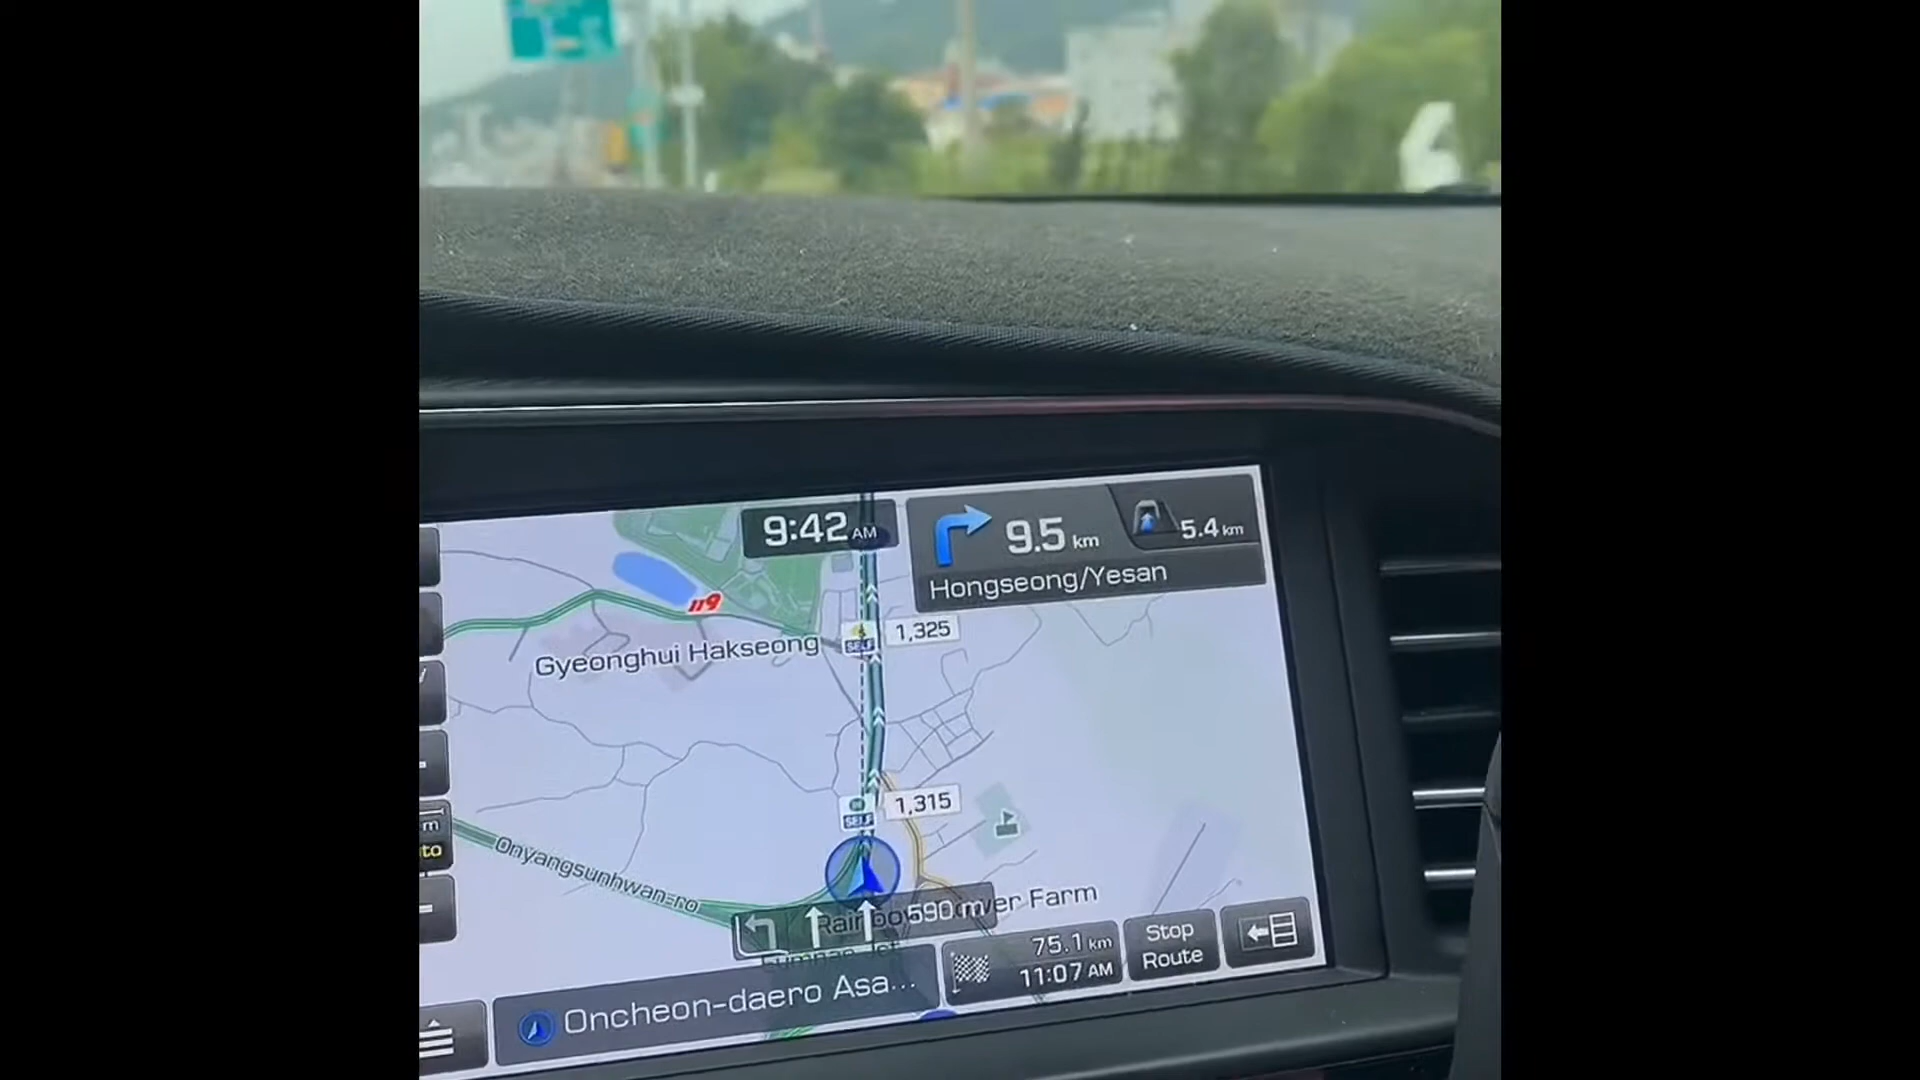 9:42 AM
9.5 km
5.4 km
Hongseong/Yesan
119
1,325
SELF
Gyeonghui Hakseong
1,315
SELF
m
Onyangsunhwan-ro
590 m
Farm
75.1 km
11:07 AM
Stop
Route
Oncheon-daero Asa...